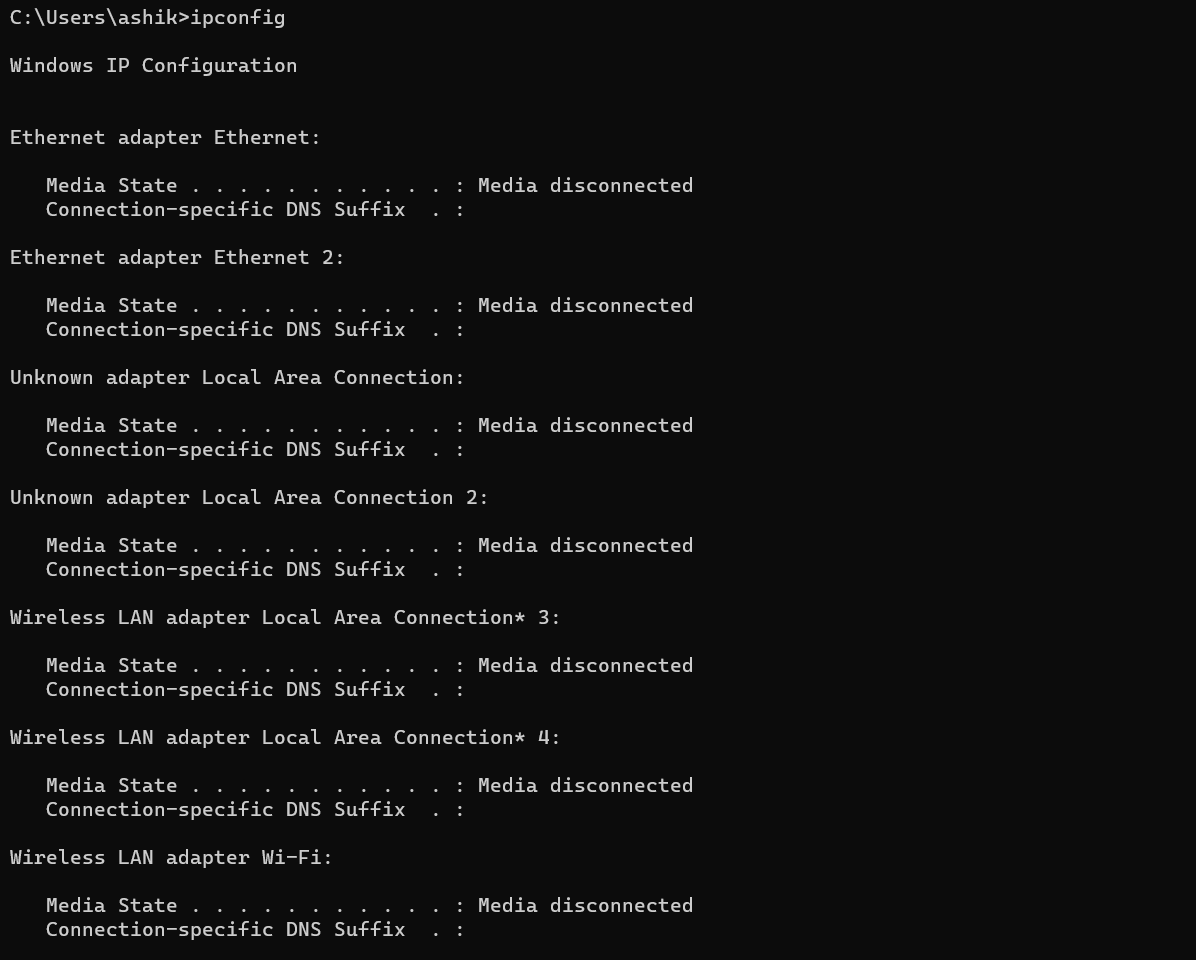 C:\Users\ashik>ipconfig
Windows IP Configuration
Ethernet adapter Ethernet:
   Media State . . . . . . . . . . . : Media disconnected
   Connection-specific DNS Suffix  . :
Ethernet adapter Ethernet 2:
   Media State . . . . . . . . . . . : Media disconnected
   Connection-specific DNS Suffix  . :
Unknown adapter Local Area Connection:
   Media State . . . . . . . . . . . : Media disconnected
   Connection-specific DNS Suffix  . :
Unknown adapter Local Area Connection 2:
   Media State . . . . . . . . . . . : Media disconnected
   Connection-specific DNS Suffix  . :
Wireless LAN adapter Local Area Connection* 3:
   Media State . . . . . . . . . . . : Media disconnected
   Connection-specific DNS Suffix  . :
Wireless LAN adapter Local Area Connection* 4:
   Media State . . . . . . . . . . . : Media disconnected
   Connection-specific DNS Suffix  . :
Wireless LAN adapter Wi-Fi:
   Media State . . . . . . . . . . . : Media disconnected
   Connection-specific DNS Suffix  . :